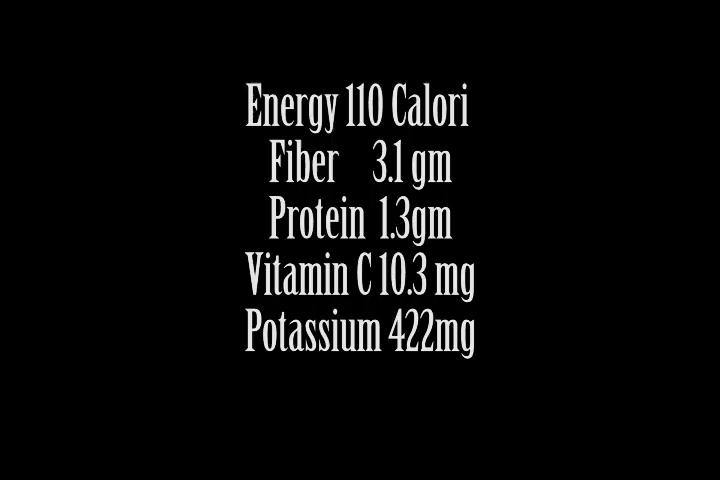 Energy 110 Calori
Fiber 3.1 gm
Protein 1.3gm
Vitamin C 10.3 mg
Potassium 422mg